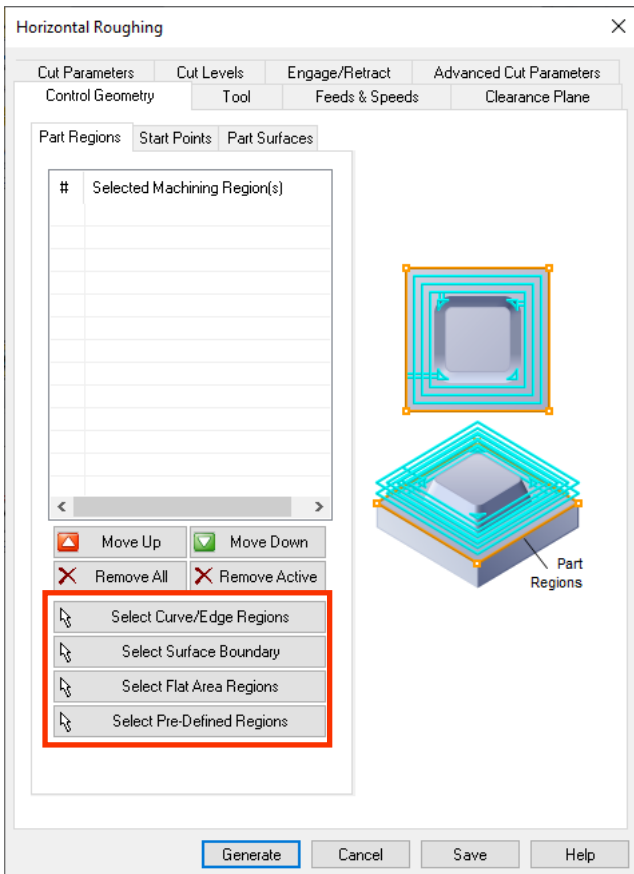 Horizontal Roughing
Cut Parameters Cut Levels Engage/Retract Advanced Cut Parameters
Control Geometry Tool Feeds & Speeds Clearance Plane
Part Regions Start Points Part Surfaces
# Selected Machining Region(s)
Move Up Move Down
Remove All Remove Active
Part
Regions
Select Curve/Edge Regions
Select Surface Boundary
Select Flat Area Regions
Select Pre-Defined Regions
Generate Cancel Save Help